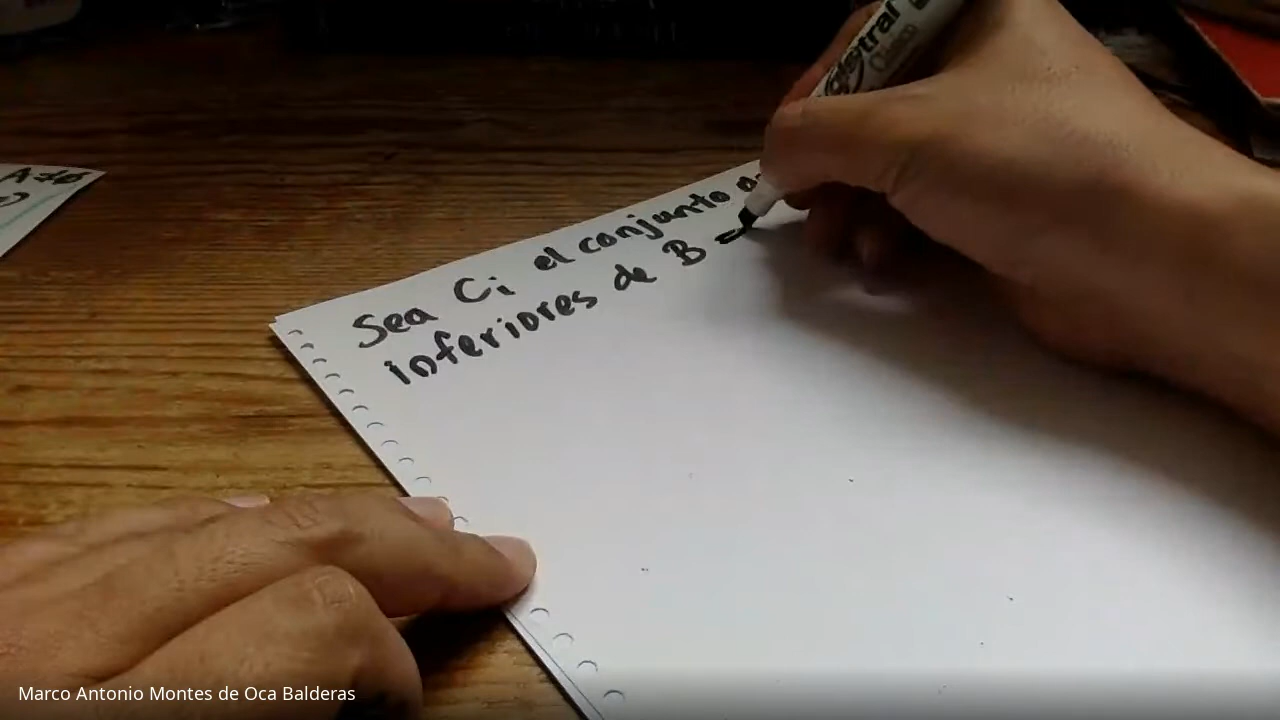 Sea Ci el conjunto
inferiores de B =
Marco Antonio Montes de Oca Balderas